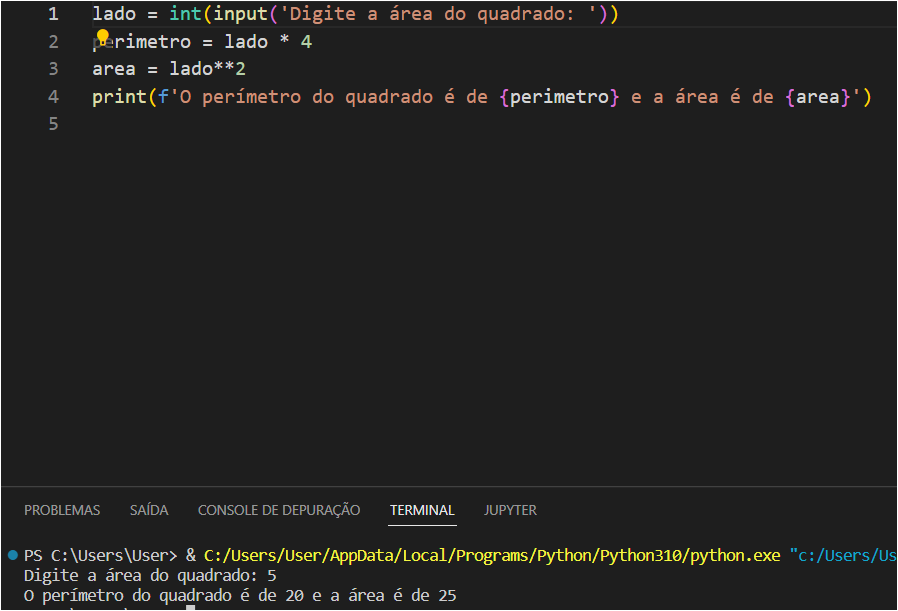 1 lado = int(input('Digite a área do quadrado: '))
2 perimetro = lado * 4
3 area = lado**2
4 print(f'O perímetro do quadrado é de {perimetro} e a área é de {area}')
5
PROBLEMAS SAÍDA CONSOLE DE DEPURAÇÃO TERMINAL JUPYTER
PS C:\Users\User> & C:/Users/User/AppData/Local/Programs/Python/Python310/python.exe "c:/Users/Us
Digite a área do quadrado: 5
O perímetro do quadrado é de 20 e a área é de 25